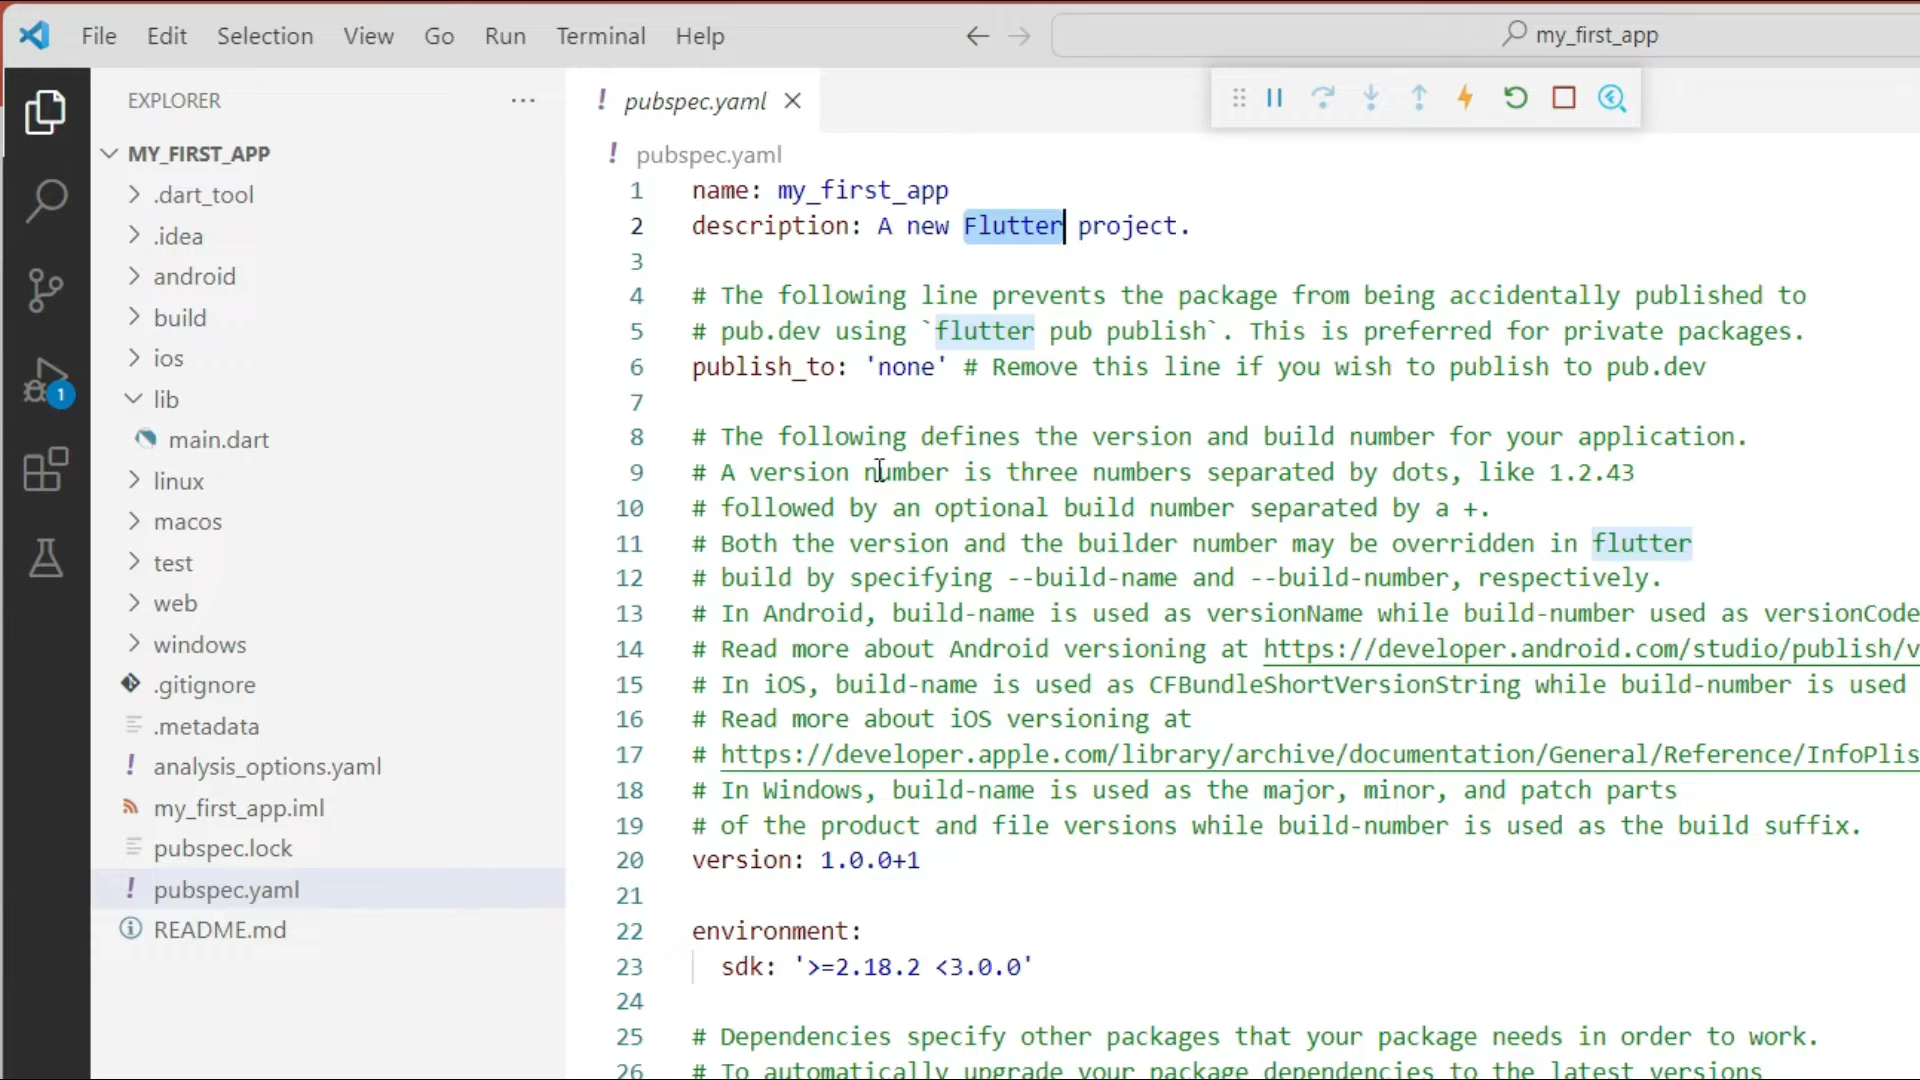 File Edit Selection View Go Run Terminal Help
my_first_app
EXPLORER
MY_FIRST_APP
.dart_tool
.idea
android
build
ios
1
lib
main.dart
linux
macos
test
web
windows
.gitignore
.metadata
analysis_options.yaml
my_first_app.iml
pubspec.lock
pubspec.yaml
README.md
! pubspec.yaml
! pubspec.yaml
1 name: my_first_app
2 description: A new Flutter project.
3
4 # The following line prevents the package from being accidentally published to
5 # pub.dev using `flutter pub publish`. This is preferred for private packages.
6 publish_to: 'none' # Remove this line if you wish to publish to pub.dev
7
8 # The following defines the version and build number for your application.
9 # A version number is three numbers separated by dots, like 1.2.43
10 # followed by an optional build number separated by a +.
11 # Both the version and the builder number may be overridden in flutter
12 # build by specifying --build-name and --build-number, respectively.
13 # In Android, build-name is used as versionName while build-number used as versionCode
14 # Read more about Android versioning at https://developer.android.com/studio/publish/v
15 # In iOS, build-name is used as CFBundleShortVersionString while build-number is used
16 # Read more about iOS versioning at
17 # https://developer.apple.com/library/archive/documentation/General/Reference/InfoPlis
18 # In Windows, build-name is used as the major, minor, and patch parts
19 # of the product and file versions while build-number is used as the build suffix.
20 version: 1.0.0+1
21
22 environment:
23 sdk: '>=2.18.2 <3.0.0'
24
25 # Dependencies specify other packages that your package needs in order to work.
26 # To automatically upgrade your package dependencies to the latest versions